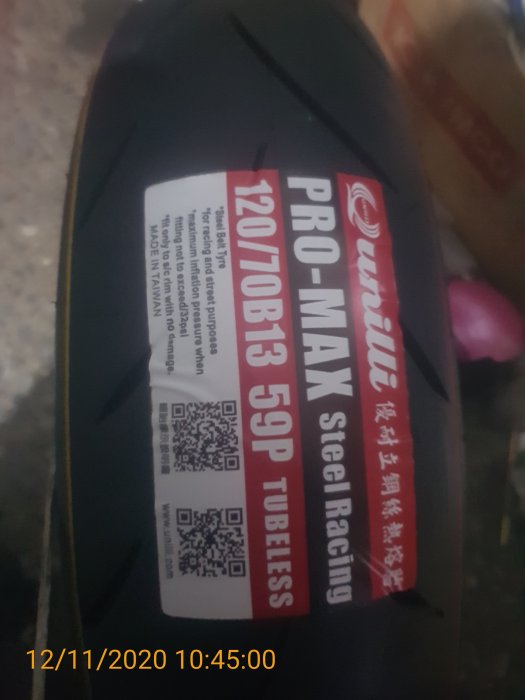 unilli 優耐立鋼絲熱熔胎
PRO-MAX Steel Racing
120/70B13 59P TUBELESS
*Steel Belt Tyre
*for racing and street purposes
*maximum inflation pressure when
fitting not to exceed(32psi
*fit only to s/c rim with no damage.
MADE IN TAIWAN
www.unilli.com
12/11/2020 10:45:00